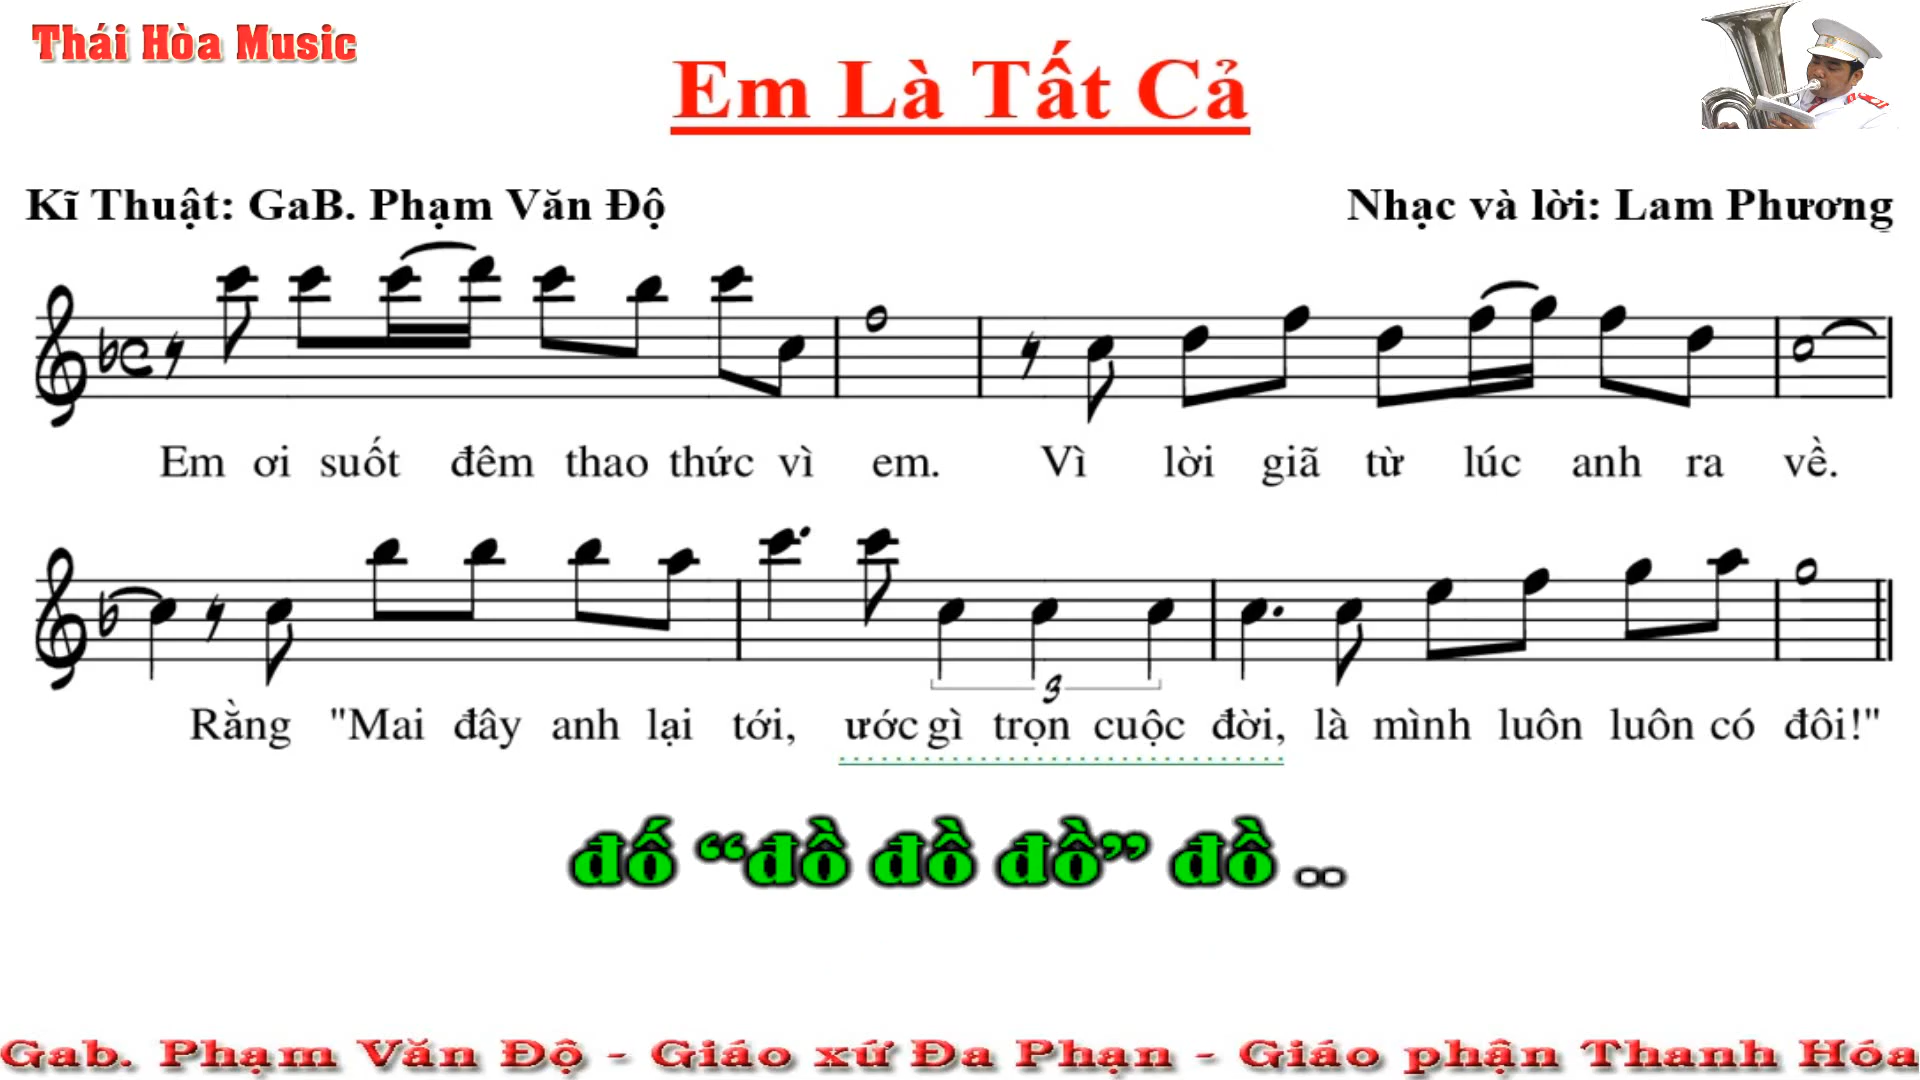 Thái Hòa Music
Em Là Tất Cả
Kĩ Thuật: GaB. Phạm Văn Độ
Nhạc và lời: Lam Phương
Em ơi suốt đêm thao thức vì em. Vì lời giã từ lúc anh ra về.
3
Rằng "Mai đây anh lại tới, ước gì trọn cuộc đời, là mình luôn luôn có đôi!"
đố “đồ đồ đồ” đồ ..
Gab. Phạm Văn Độ - Giáo xứ Đa Phạn - Giáo phận Thanh Hóa